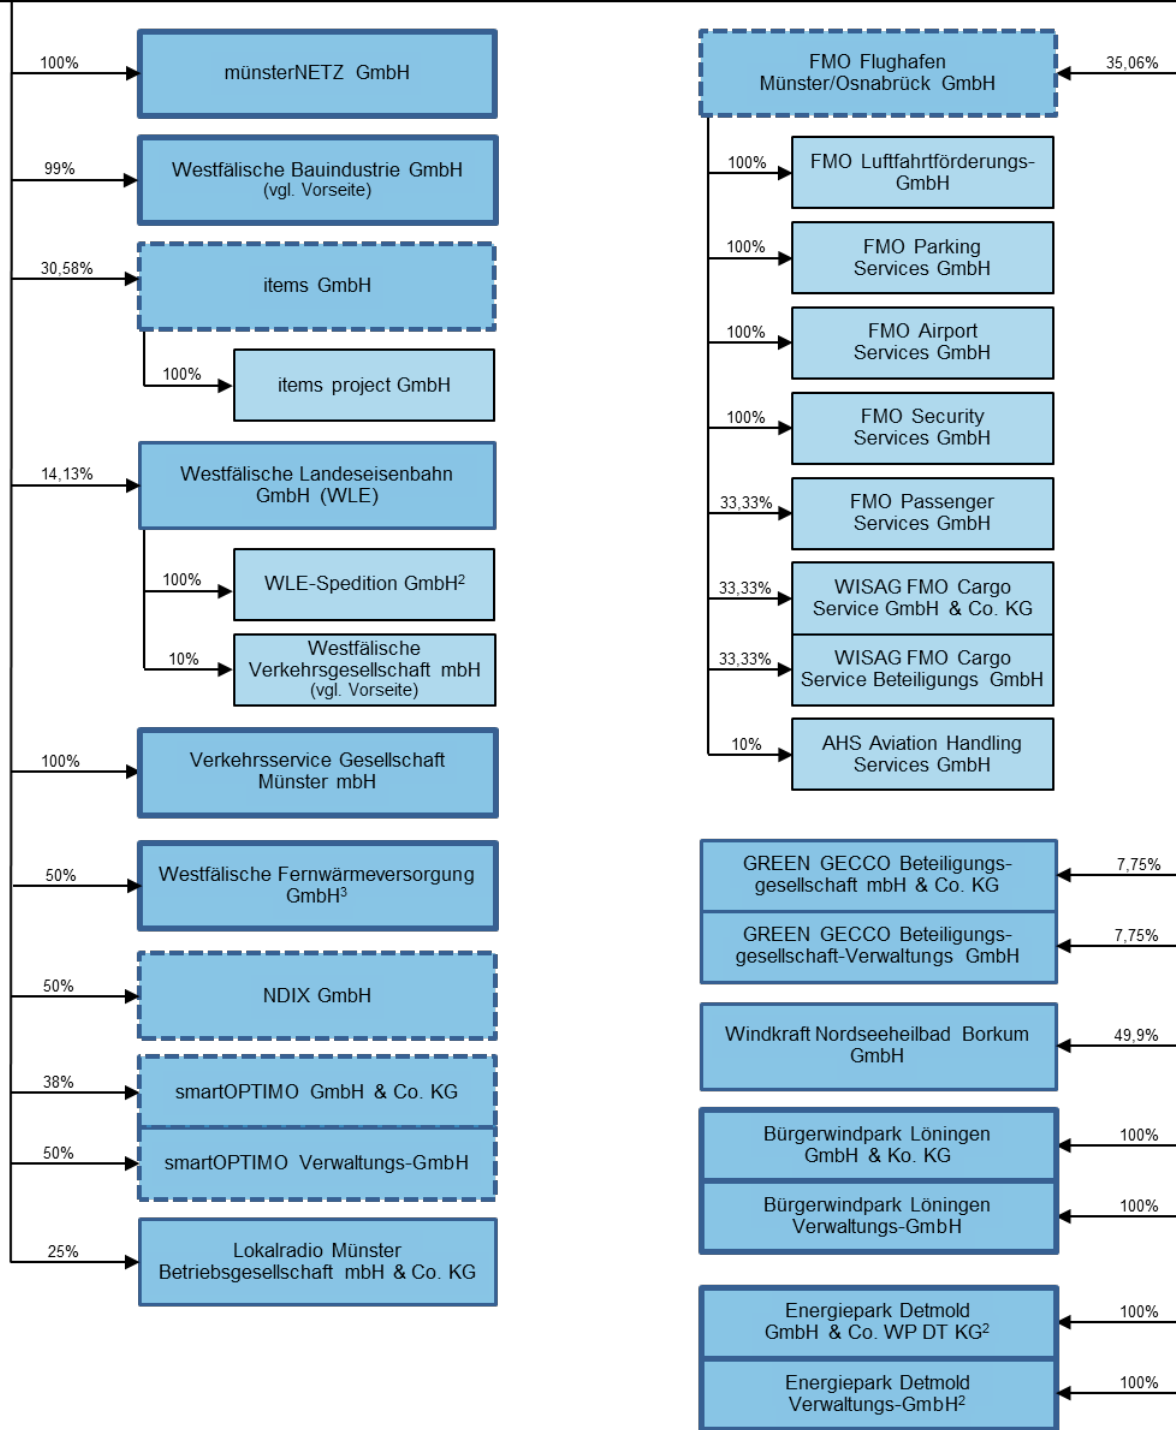 100%
münsterNETZ GmbH
99%
Westfälische Bauindustrie GmbH
(vgl. Vorseite)
30,58%
items GmbH
100%
items project GmbH
14,13%
Westfälische Landeseisenbahn
GmbH (WLE)
100%
WLE-Spedition GmbH²
10%
Westfälische
Verkehrsgesellschaft mbH
(vgl. Vorseite)
100%
Verkehrsservice Gesellschaft
Münster mbH
50%
Westfälische Fernwärmeversorgung
GmbH³
50%
NDIX GmbH
38%
smartOPTIMO GmbH & Co. KG
50%
smartOPTIMO Verwaltungs-GmbH
25%
Lokalradio Münster
Betriebsgesellschaft mbH & Co. KG
FMO Flughafen
Münster/Osnabrück GmbH
35,06%
100%
FMO Luftfahrtförderungs-
GmbH
100%
FMO Parking
Services GmbH
100%
FMO Airport
Services GmbH
100%
FMO Security
Services GmbH
33,33%
FMO Passenger
Services GmbH
33,33%
WISAG FMO Cargo
Service GmbH & Co. KG
33,33%
WISAG FMO Cargo
Service Beteiligungs GmbH
10%
AHS Aviation Handling
Services GmbH
GREEN GECCO Beteiligungs-
gesellschaft mbH & Co. KG
7,75%
GREEN GECCO Beteiligungs-
gesellschaft-Verwaltungs GmbH
7,75%
Windkraft Nordseeheilbad Borkum
GmbH
49,9%
Bürgerwindpark Löningen
GmbH & Ko. KG
100%
Bürgerwindpark Löningen
Verwaltungs-GmbH
100%
Energiepark Detmold
GmbH & Co. WP DT KG²
100%
Energiepark Detmold
Verwaltungs-GmbH²
100%